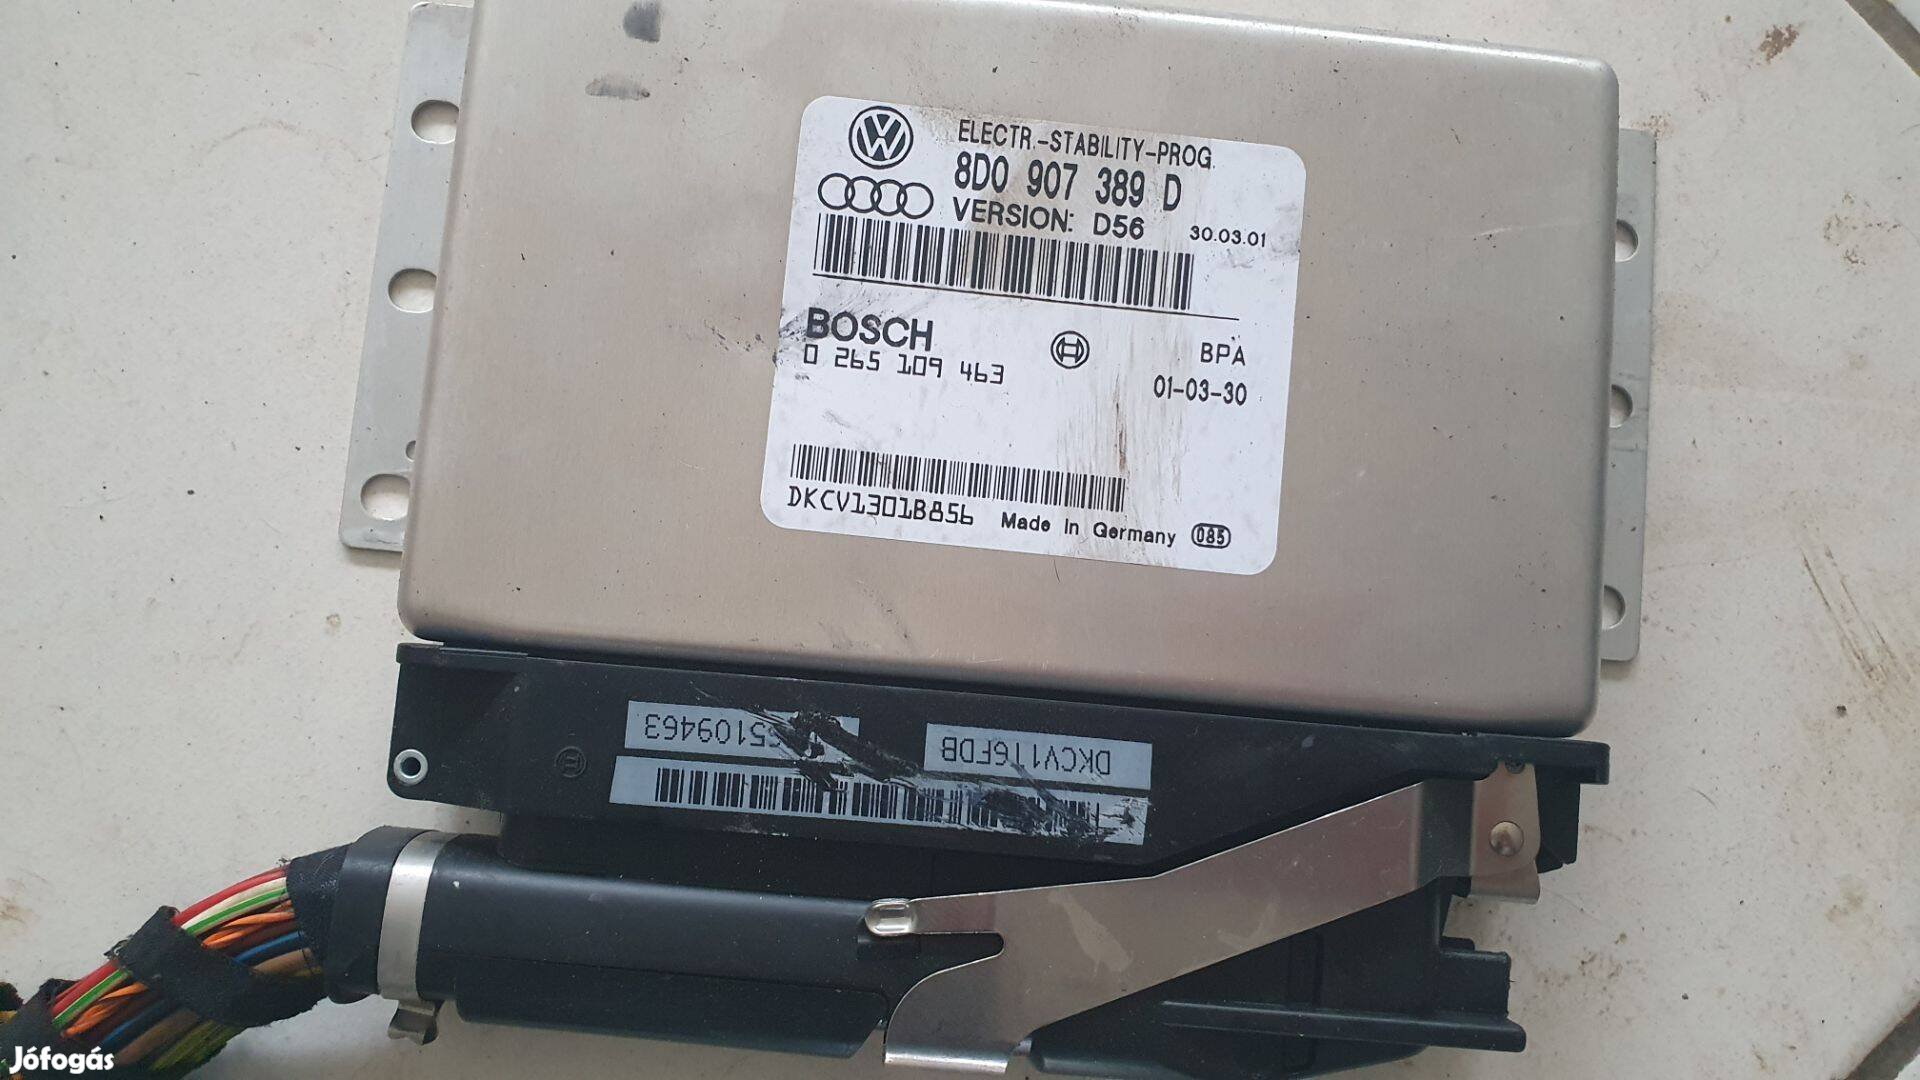 ELECTR.-STABILITY-PROG.
8D0 907 389 D
VERSION: D56 30.03.01
BOSCH
0 265 109 463
BPA
01-03-30
DKCV1301B856
Made in Germany 085
65109463
DKCV116FDB
Jófogás